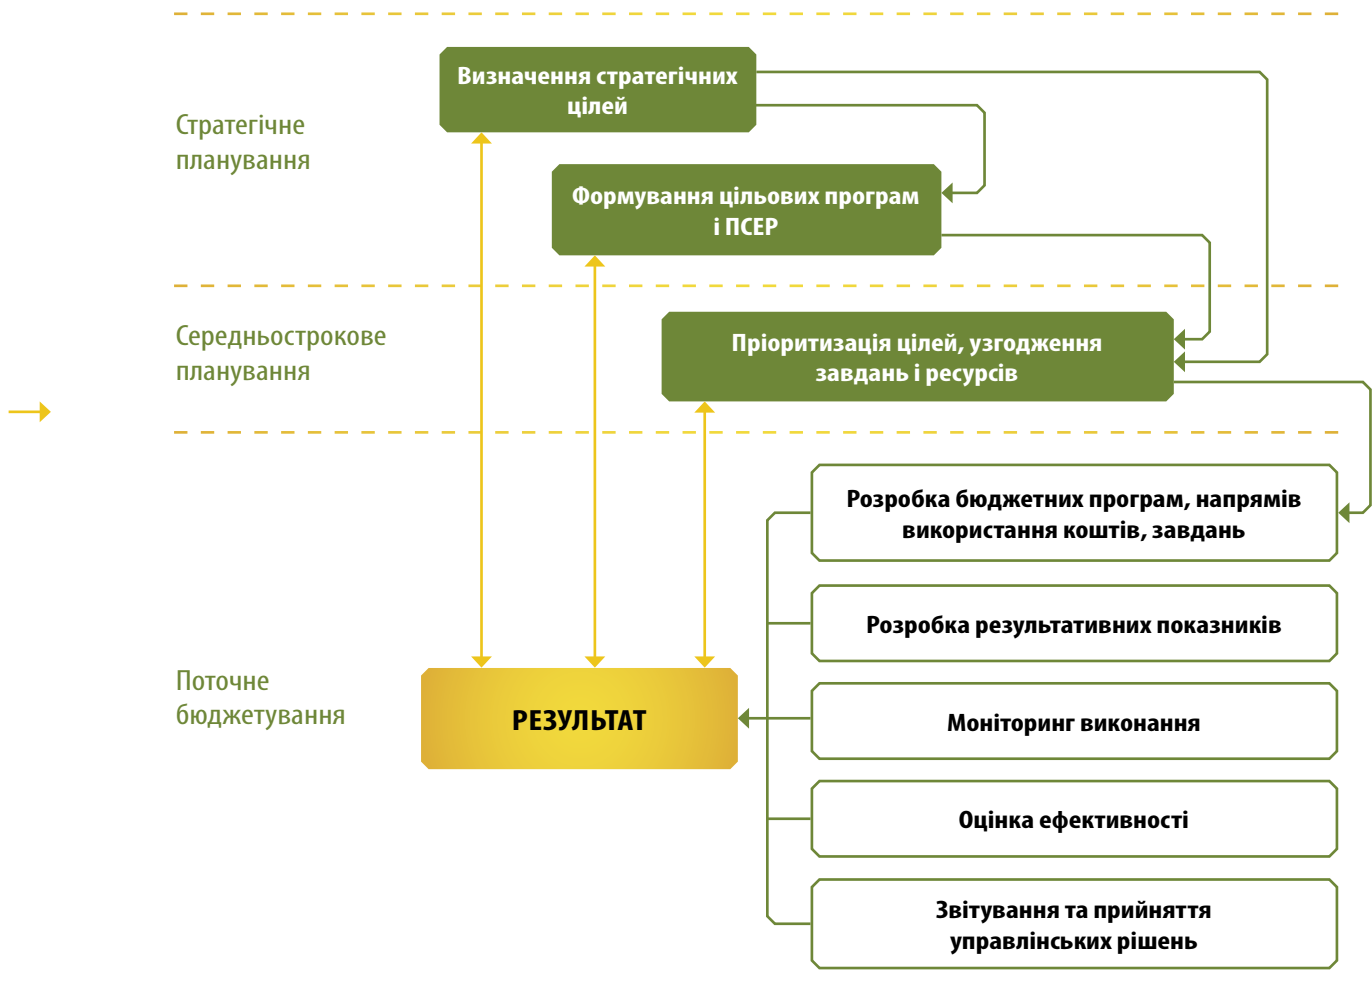 Визначення стратегічних
цілей
Стратегічне
планування
Формування цільових програм
і ПСЕР
Середньострокове
планування
Пріоритизація цілей, узгодження
завдань і ресурсів
Розробка бюджетних програм, напрямів
використання коштів, завдань
Розробка результативних показників
Поточне
бюджетування
РЕЗУЛЬТАТ
Моніторинг виконання
Оцінка ефективності
Звітування та прийняття
управлінських рішень